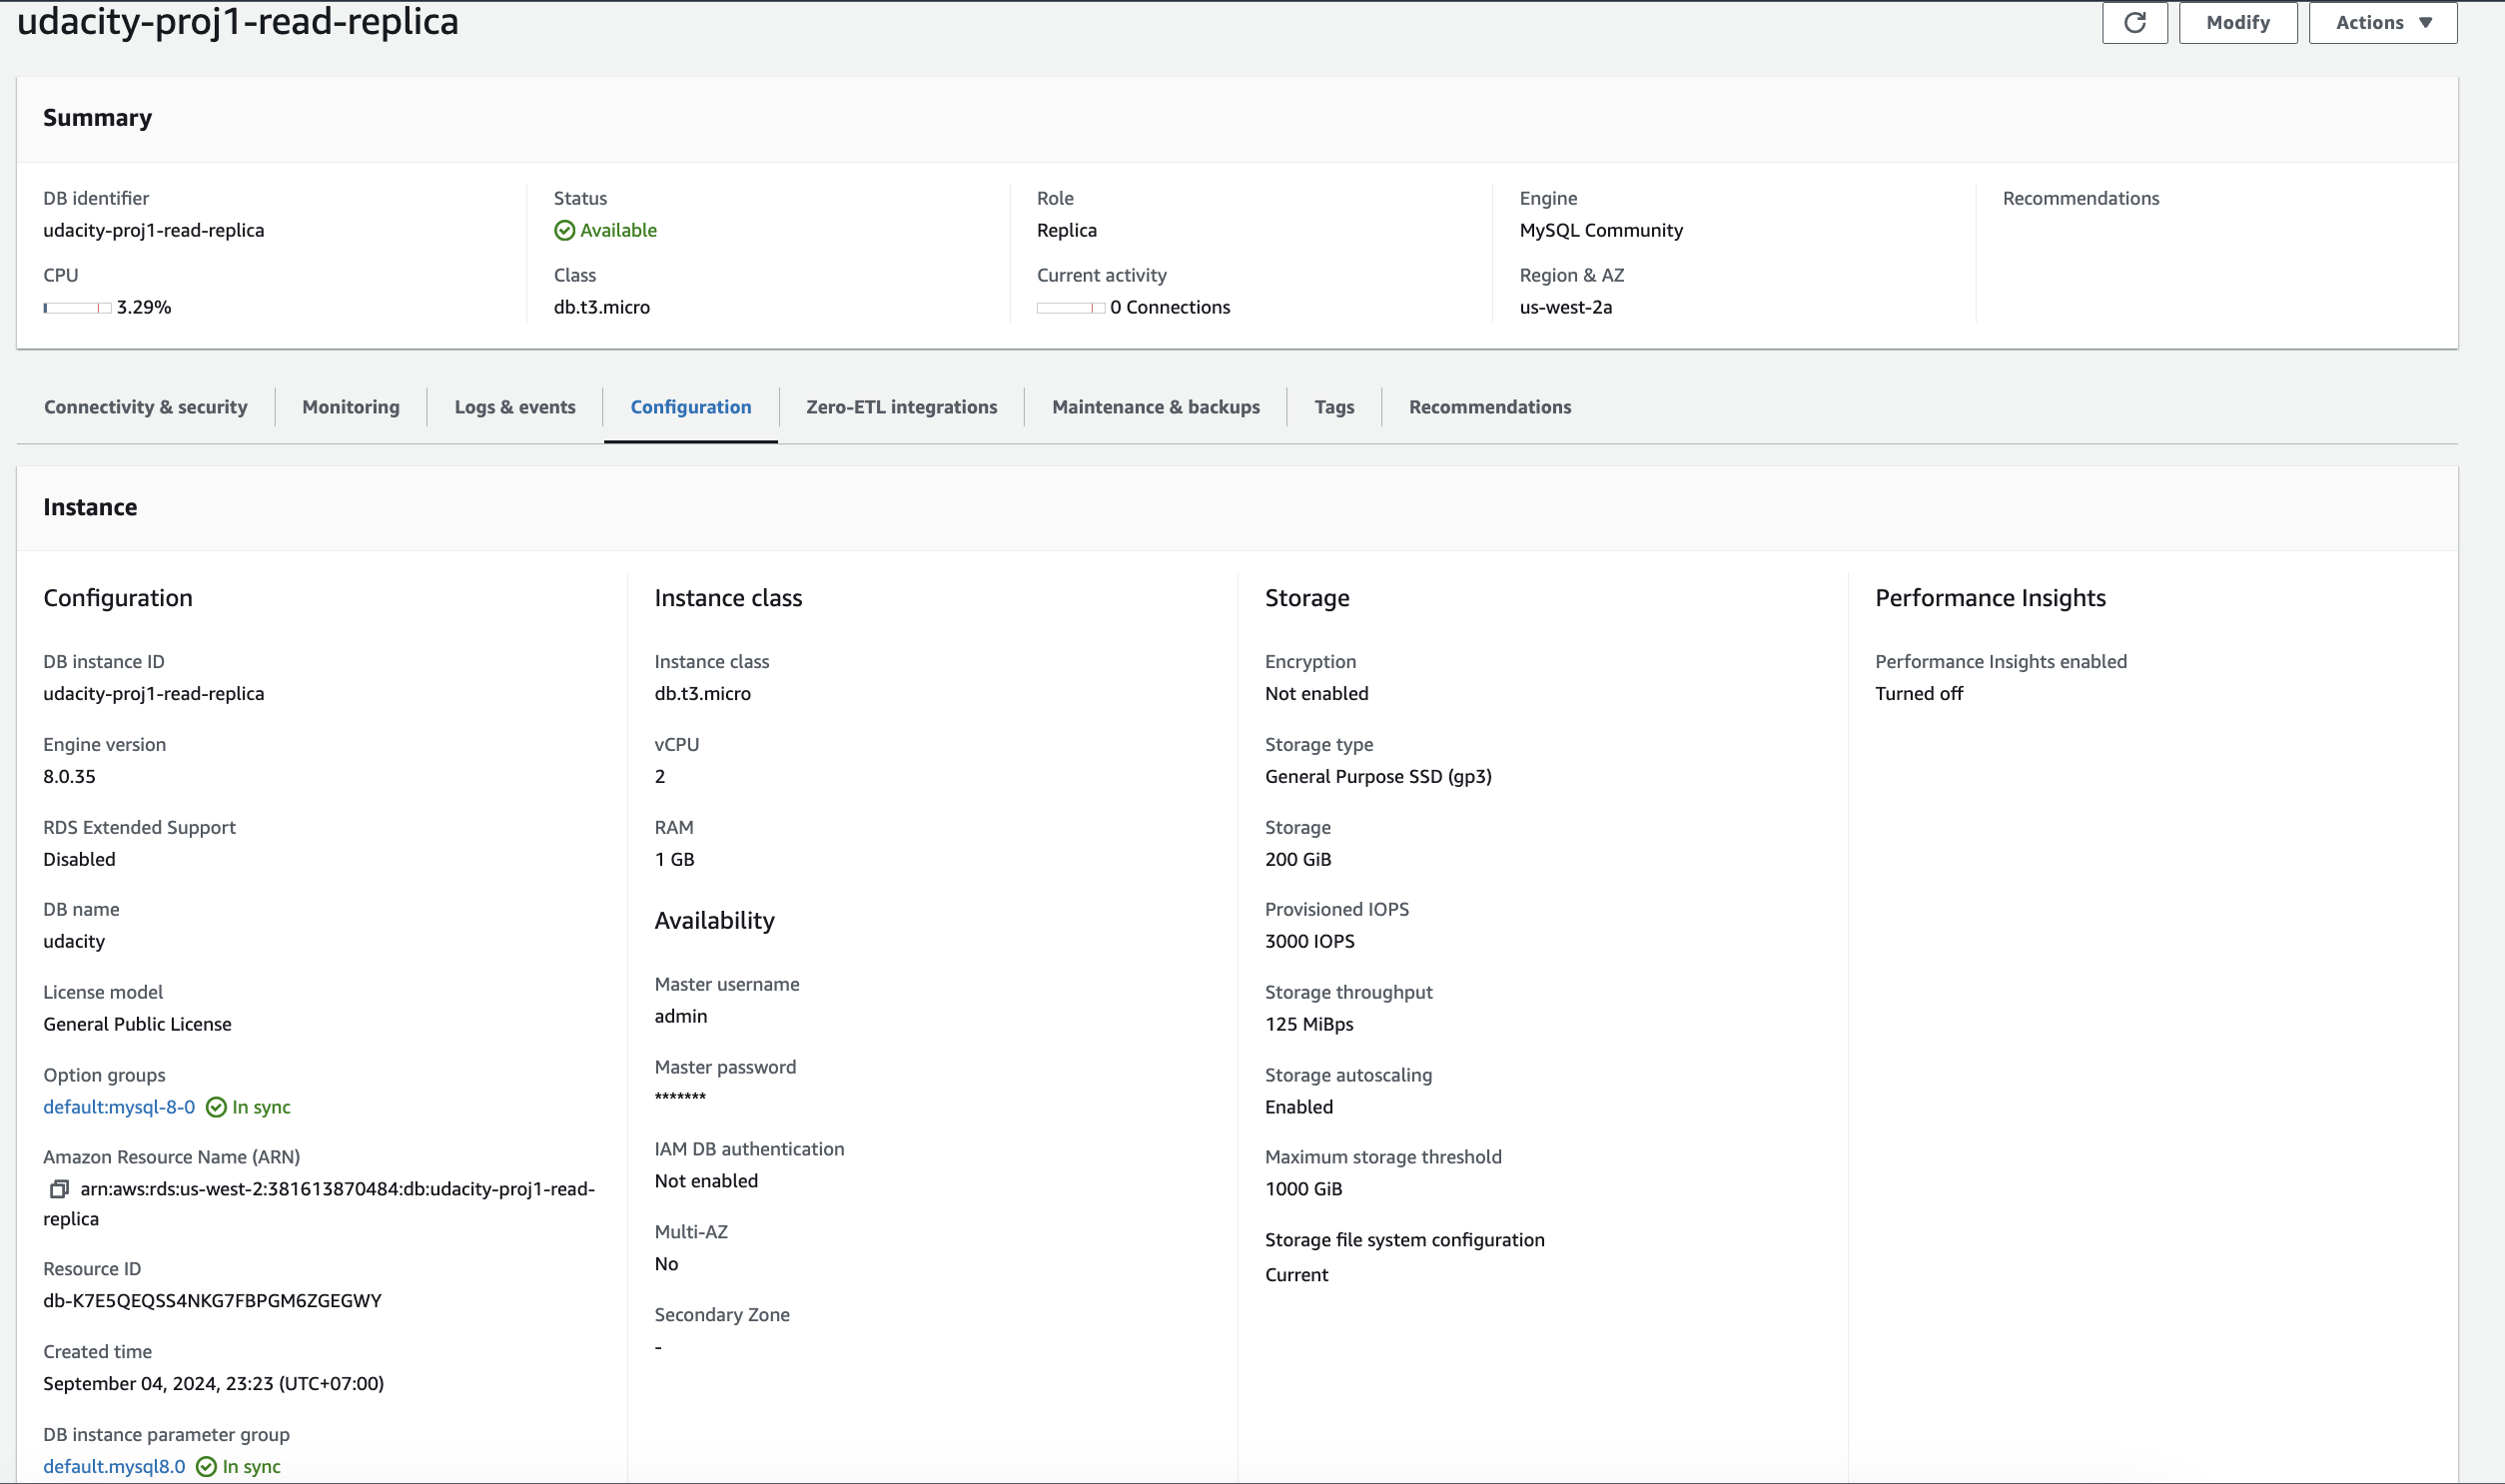 udacity-proj1-read-replica
Modify
Actions
Summary
DB identifier
udacity-proj1-read-replica
CPU
3.29%
Status
Available
Class
db.t3.micro
Role
Replica
Current activity
0 Connections
Engine
MySQL Community
Region & AZ
us-west-2a
Recommendations
Connectivity & security
Monitoring
Logs & events
Configuration
Zero-ETL integrations
Maintenance & backups
Tags
Recommendations
Instance
Configuration
DB instance ID
udacity-proj1-read-replica
Engine version
8.0.35
RDS Extended Support
Disabled
DB name
udacity
License model
General Public License
Option groups
default:mysql-8-0 In sync
Amazon Resource Name (ARN)
arn:aws:rds:us-west-2:381613870484:db:udacity-proj1-read-
replica
Resource ID
db-K7E5QEQSS4NKG7FBPGM6ZGEGWY
Created time
September 04, 2024, 23:23 (UTC+07:00)
DB instance parameter group
default.mysql8.0 In sync
Instance class
Instance class
db.t3.micro
vCPU
2
RAM
1 GB
Availability
Master username
admin
Master password
*******
IAM DB authentication
Not enabled
Multi-AZ
No
Secondary Zone
-
Storage
Encryption
Not enabled
Storage type
General Purpose SSD (gp3)
Storage
200 GiB
Provisioned IOPS
3000 IOPS
Storage throughput
125 MiBps
Storage autoscaling
Enabled
Maximum storage threshold
1000 GiB
Storage file system configuration
Current
Performance Insights
Performance Insights enabled
Turned off